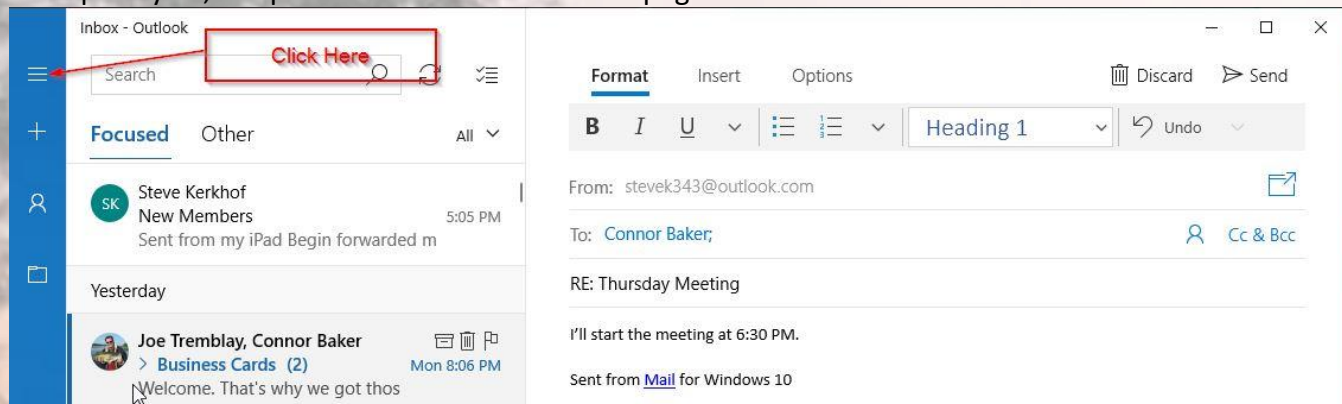 Inbox - Outlook
Click Here
Search
Focused Other All
SK
Steve Kerkhof
New Members 5:05 PM
Sent from my iPad Begin forwarded m
Yesterday
Joe Tremblay, Connor Baker
> Business Cards (2) Mon 8:06 PM
Welcome. That's why we got thos
Format Insert Options Discard Send
B I U Heading 1 Undo
From: stevek343@outlook.com
To: Connor Baker; Cc & Bcc
RE: Thursday Meeting
I'll start the meeting at 6:30 PM.
Sent from Mail for Windows 10